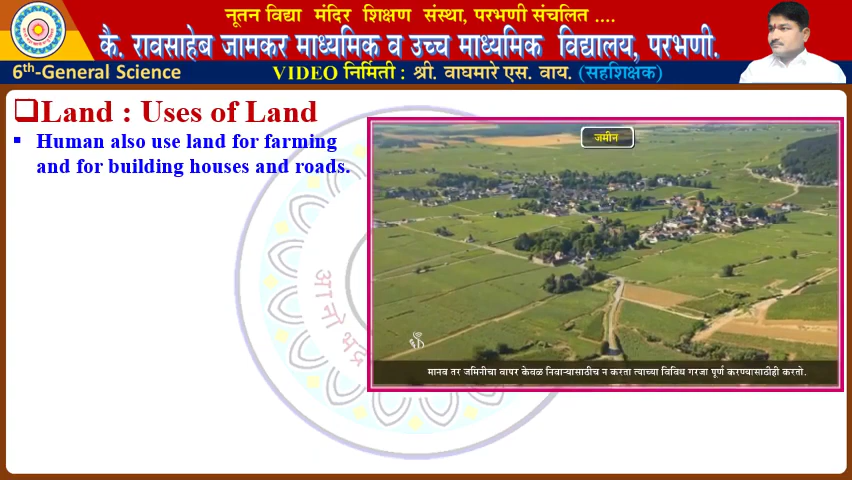 नूतन विद्या मंदिर शिक्षण संस्था, परभणी संचलित ....
कै. रावसाहेब जामकर माध्यमिक व उच्च माध्यमिक विद्यालय, परभणी.
6th-General Science
VIDEO निर्मिती : श्री. वाघमारे एस. वाय. (सहशिक्षक)
Land : Uses of Land
Human also use land for farming
and for building houses and roads.
जमीन
मानव तर जमिनीचा वापर केवळ निवाऱ्यासाठीच न करता त्याच्या विविध गरजा पूर्ण करण्यासाठीही करतो.
आनो भद्रा